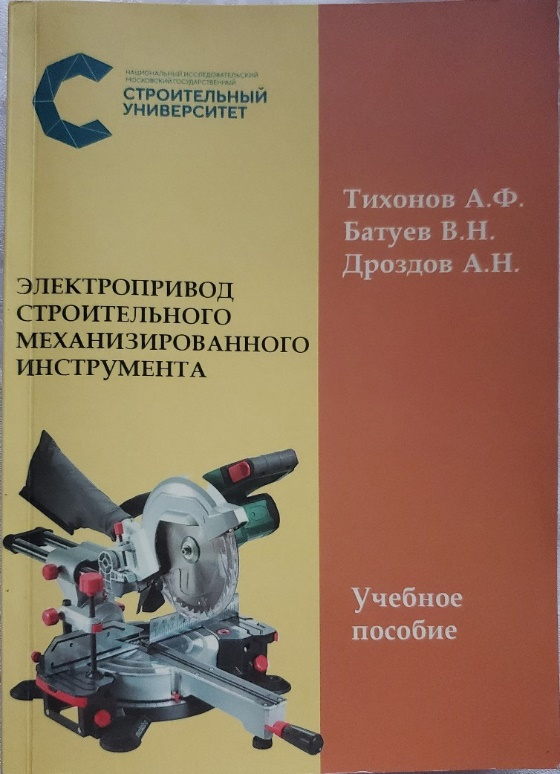 НАЦИОНАЛЬНЫЙ ИССЛЕДОВАТЕЛЬСКИЙ
МОСКОВСКИЙ ГОСУДАРСТВЕННЫЙ
СТРОИТЕЛЬНЫЙ
УНИВЕРСИТЕТ
Тихонов А.Ф.
Батуев В.Н.
Дроздов А.Н.
ЭЛЕКТРОПРИВОД
СТРОИТЕЛЬНОГО
МЕХАНИЗИРОВАННОГО
ИНСТРУМЕНТА
Учебное
пособие